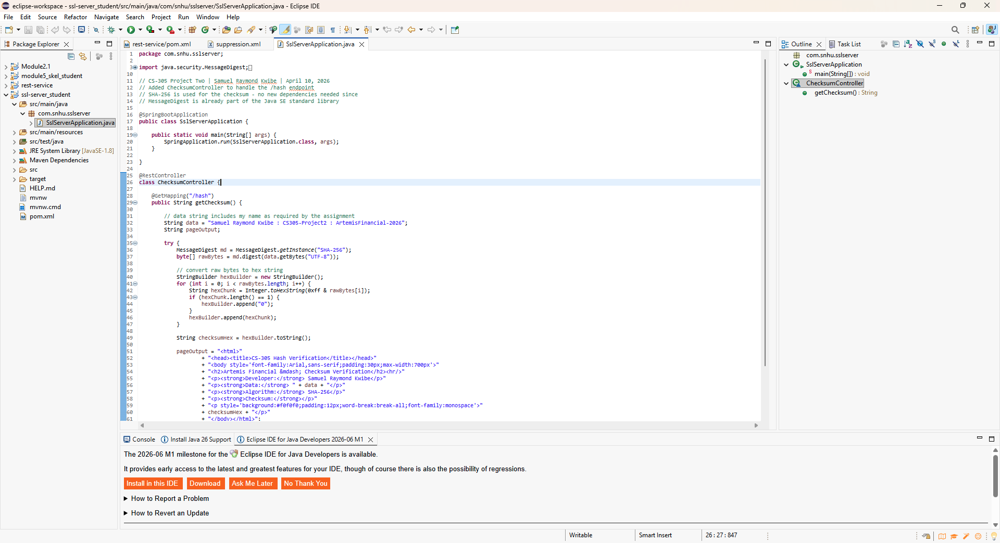 eclipse-workspace - ssl-server_student/src/main/java/com/snhu/sslserver/SslServerApplication.java - Eclipse IDE
File Edit Source Refactor Navigate Search Project Run Window Help
Package Explorer
Module2.1
module5_skel_student
rest-service
ssl-server_student
src/main/java
com.snhu.sslserver
SslServerApplication.java
src/main/resources
src/test/java
JRE System Library [JavaSE-1.8]
Maven Dependencies
src
target
HELP.md
mvnw
mvnw.cmd
pom.xml
rest-service/pom.xml suppression.xml SslServerApplication.java
1 package com.snhu.sslserver;
2
3 import java.security.MessageDigest;
10
11 // CS-305 Project Two | Samuel Raymond Kwibe | April 10, 2026
12 // Added ChecksumController to handle the /hash endpoint
13 // SHA-256 is used for the checksum - no new dependencies needed since
14 // MessageDigest is already part of the Java SE standard library
15
16 @SpringBootApplication
17 public class SslServerApplication {
18
19 public static void main(String[] args) {
20 SpringApplication.run(SslServerApplication.class, args);
21 }
22
23 }
24
25 @RestController
26 class ChecksumController {
27
28 @GetMapping("/hash")
29 public String getChecksum() {
30
31 // data string includes my name as required by the assignment
32 String data = "Samuel Raymond Kwibe : CS305-Project2 : ArtemisFinancial-2026";
33 String pageOutput;
34
35 try {
36 MessageDigest md = MessageDigest.getInstance("SHA-256");
37 byte[] rawBytes = md.digest(data.getBytes("UTF-8"));
38
39 // convert raw bytes to hex string
40 StringBuilder hexBuilder = new StringBuilder();
41 for (int i = 0; i < rawBytes.length; i++) {
42 String hexChunk = Integer.toHexString(0xff & rawBytes[i]);
43 if (hexChunk.length() == 1) {
44 hexBuilder.append("0");
45 }
46 hexBuilder.append(hexChunk);
47 }
48
49 String checksumHex = hexBuilder.toString();
50
51 pageOutput = "<html>"
52 + "<head><title>CS-305 Hash Verification</title></head>"
53 + "<body style='font-family:Arial,sans-serif;padding:30px;max-width:700px'>"
54 + "<h2>Artemis Financial &mdash; Checksum Verification</h2><hr/>"
55 + "<p><strong>Developer:</strong> Samuel Raymond Kwibe</p>"
56 + "<p><strong>Data:</strong> " + data + "</p>"
57 + "<p><strong>Algorithm:</strong> SHA-256</p>"
58 + "<p><strong>Checksum:</strong></p>"
59 + "<p style='background:#f0f0f0;padding:12px;word-break:break-all;font-family:monospace'>"
60 + checksumHex + "</p>"
61 + "</body></html>";
Outline Task List
com.snhu.sslserver
SslServerApplication
main(String[]) : void
ChecksumController
getChecksum() : String
Console Install Java 26 Support Eclipse IDE for Java Developers 2026-06 M1
The 2026-06 M1 milestone for the Eclipse IDE for Java Developers is available.
It provides early access to the latest and greatest features for your IDE, though of course there is also the possibility of regressions.
Install in this IDE Download Ask Me Later No Thank You
How to Report a Problem
How to Revert an Update
Writable Smart Insert 26 : 27 : 847